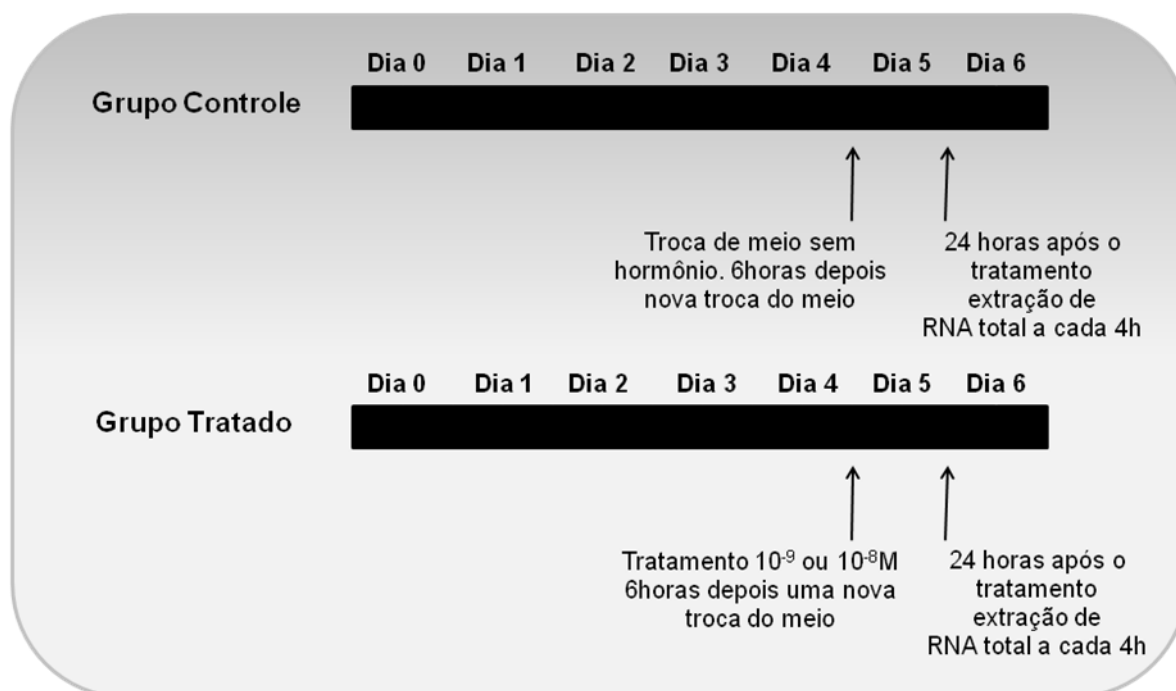 Dia 0 Dia 1 Dia 2 Dia 3 Dia 4 Dia 5 Dia 6
Grupo Controle
Troca de meio sem
hormônio. 6horas depois
nova troca do meio
24 horas após o
tratamento
extração de
RNA total a cada 4h
Dia 0 Dia 1 Dia 2 Dia 3 Dia 4 Dia 5 Dia 6
Grupo Tratado
Tratamento 10⁻⁹ ou 10⁻⁸M
6horas depois uma nova
troca do meio
24 horas após o
tratamento
extração de
RNA total a cada 4h